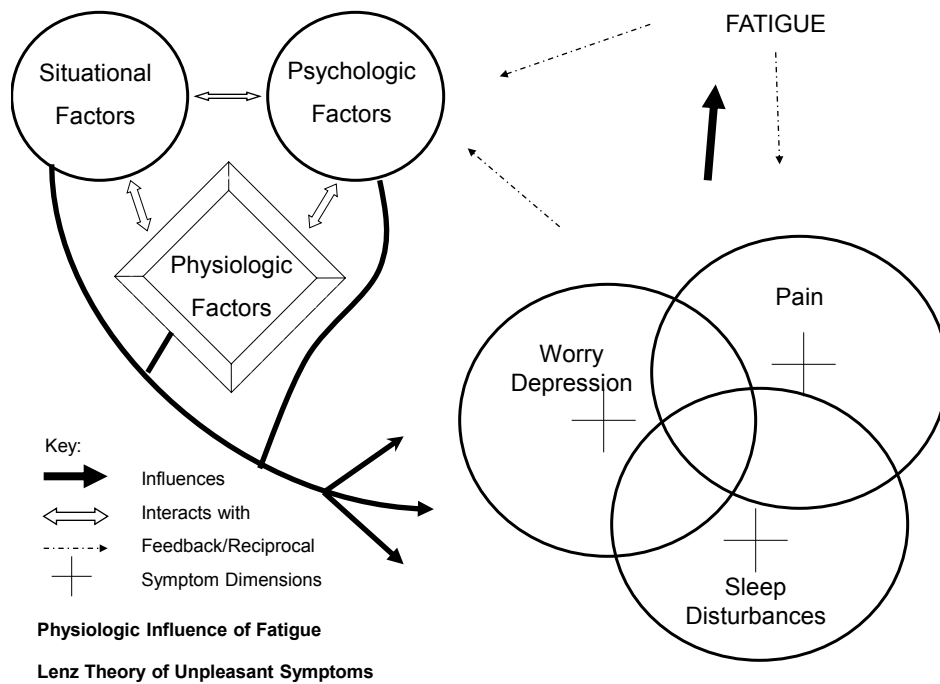 FATIGUE
Situational
Factors
Psychologic
Factors
Physiologic
Factors
Pain
Worry
Depression
Sleep
Disturbances
Key:
Influences
Interacts with
Feedback/Reciprocal
Symptom Dimensions
Physiologic Influence of Fatigue
Lenz Theory of Unpleasant Symptoms